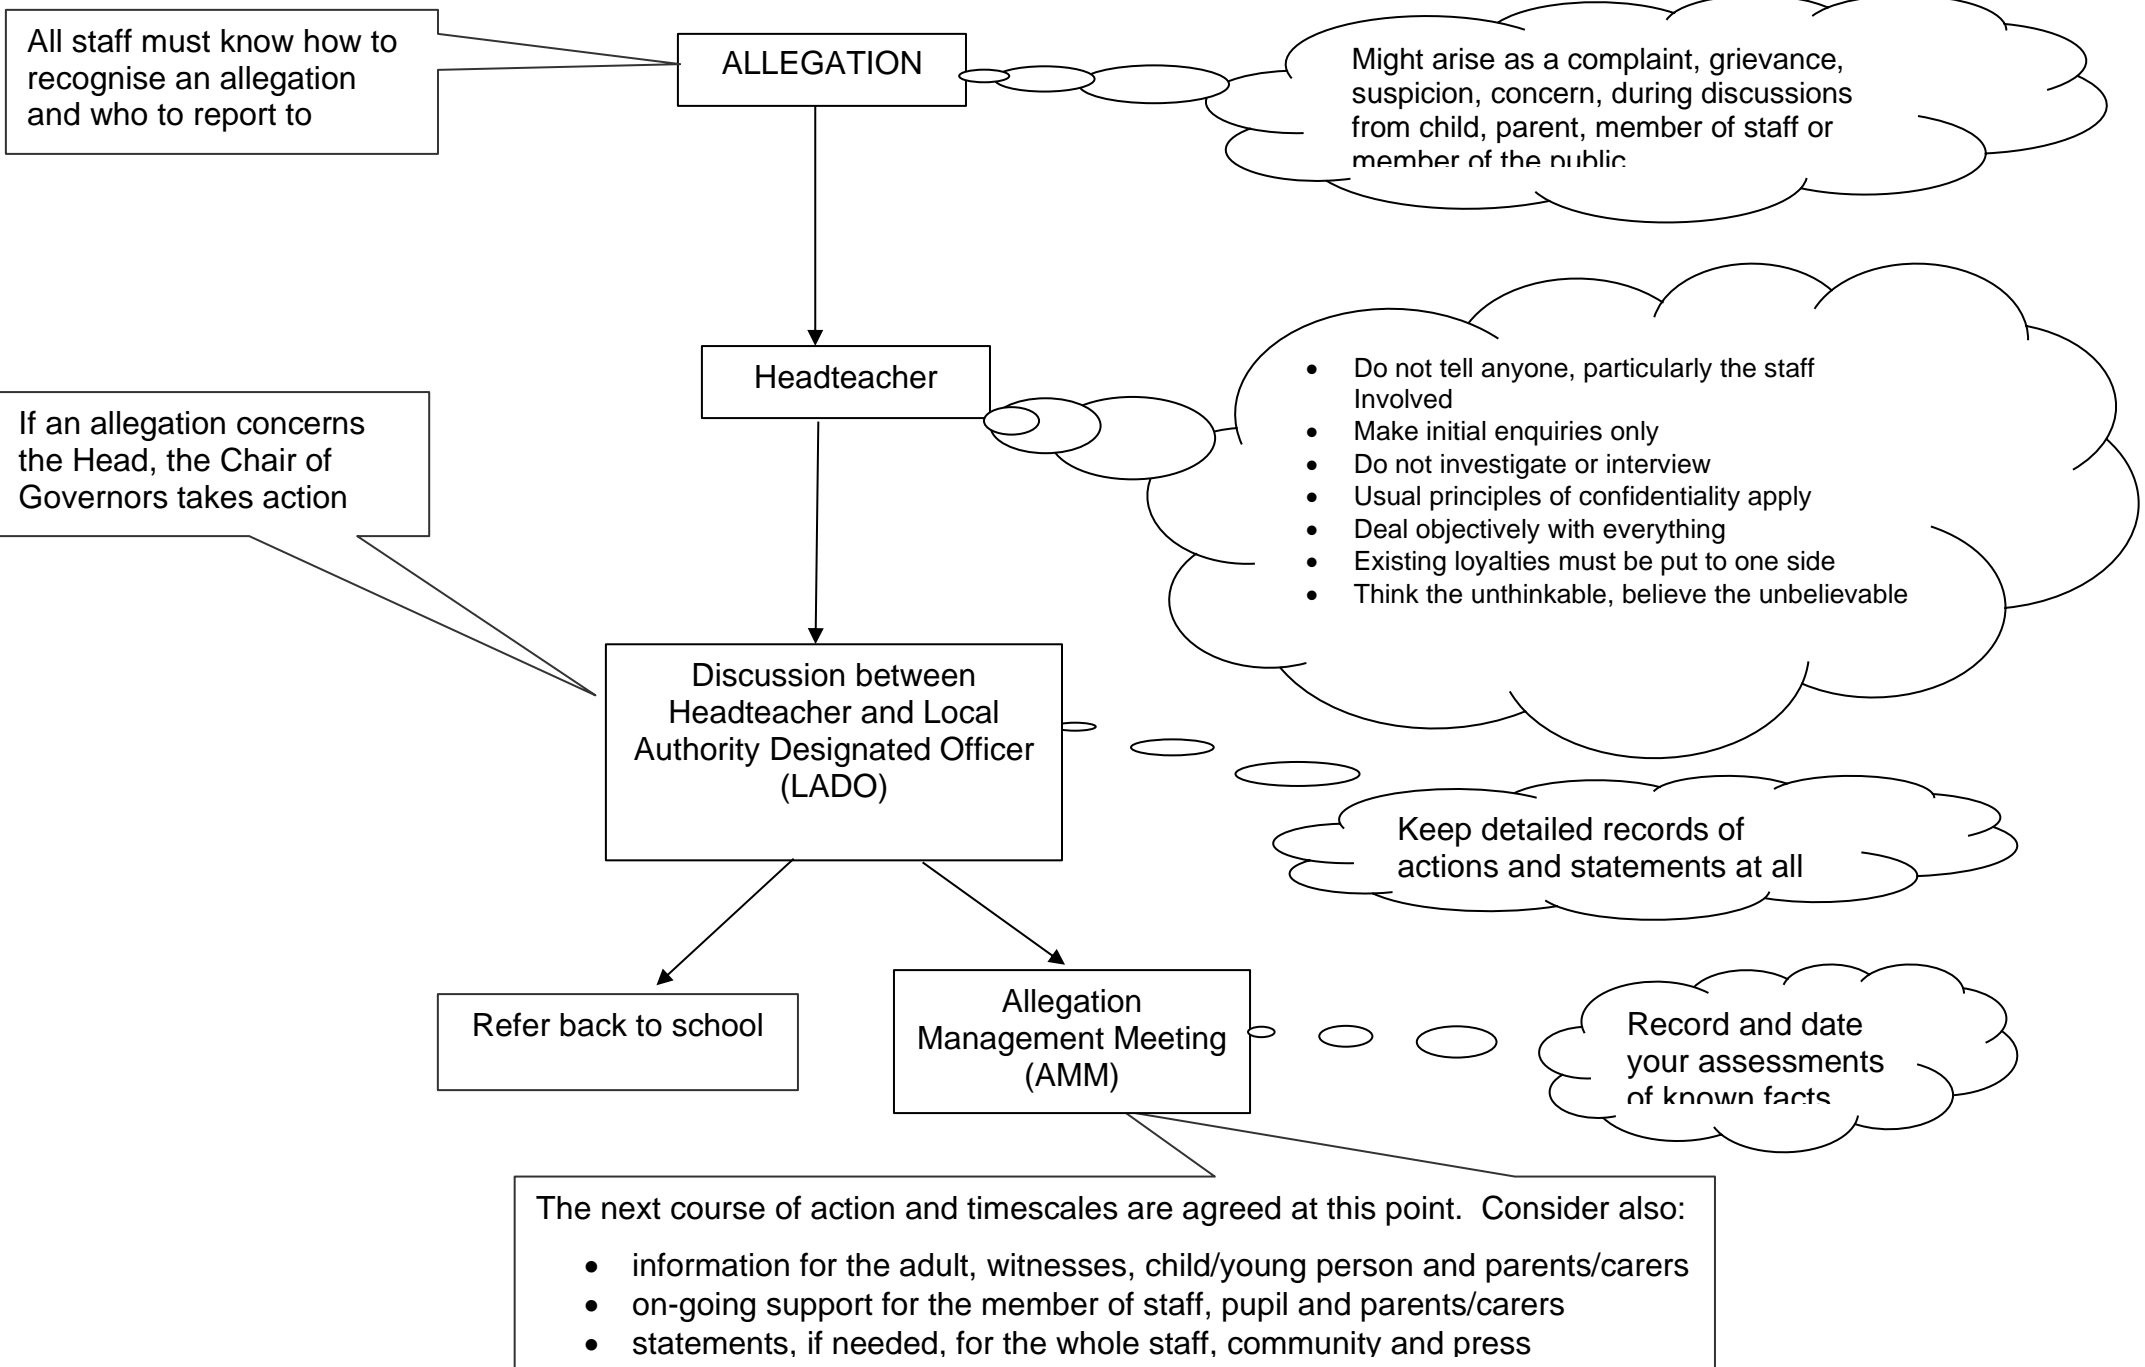 All staff must know how to
recognise an allegation
and who to report to
ALLEGATION
Might arise as a complaint, grievance,
suspicion, concern, during discussions
from child, parent, member of staff or
member of the public
Headteacher
• Do not tell anyone, particularly the staff
Involved
• Make initial enquiries only
• Do not investigate or interview
• Usual principles of confidentiality apply
• Deal objectively with everything
• Existing loyalties must be put to one side
• Think the unthinkable, believe the unbelievable
If an allegation concerns
the Head, the Chair of
Governors takes action
Discussion between
Headteacher and Local
Authority Designated Officer
(LADO)
Keep detailed records of
actions and statements at all
Refer back to school
Allegation
Management Meeting
(AMM)
Record and date
your assessments
of known facts
The next course of action and timescales are agreed at this point.  Consider also:
• information for the adult, witnesses, child/young person and parents/carers
• on-going support for the member of staff, pupil and parents/carers
• statements, if needed, for the whole staff, community and press